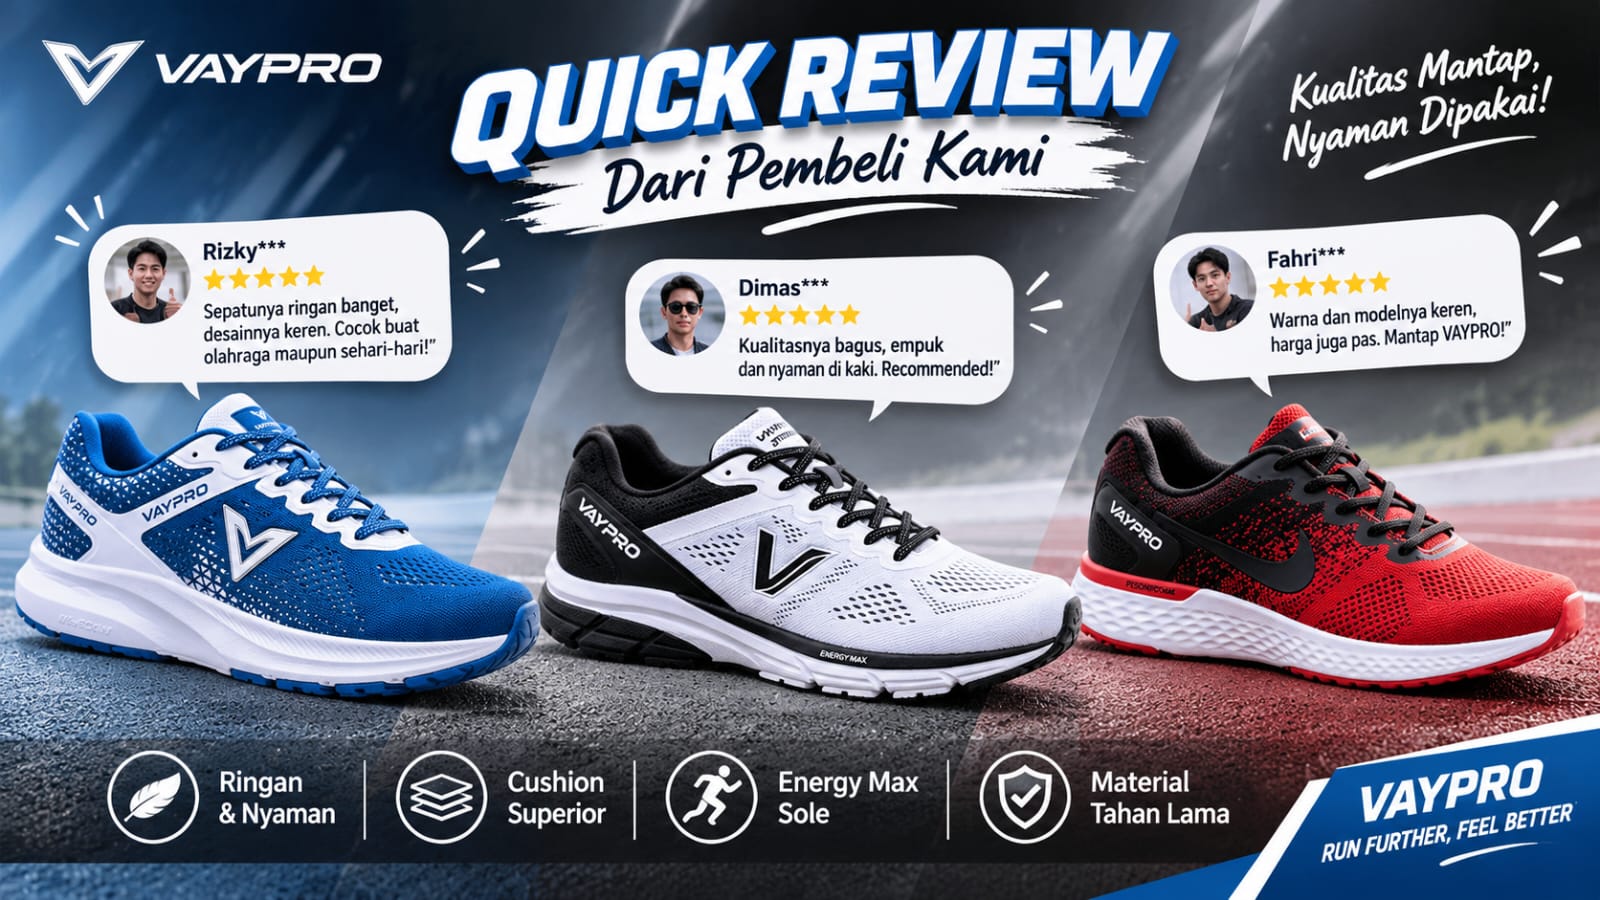 VAYPRO
QUICK REVIEW
Dari Pembeli Kami
Kualitas Mantap,
Nyaman Dipakai!
Rizky***
Sepatunya ringan banget,
desainnya keren. Cocok buat
olahraga maupun sehari-hari!”
Dimas***
Kualitasnya bagus, empuk
dan nyaman di kaki. Recommended!”
Fahri***
Warna dan modelnya keren,
harga juga pas. Mantap VAYPRO!”
VAYPRO
VAYPRO
VAYPRO
ENERGY MAX
VAYPRO
Ringan
& Nyaman
Cushion
Superior
Energy Max
Sole
Material
Tahan Lama
VAYPRO
RUN FURTHER, FEEL BETTER